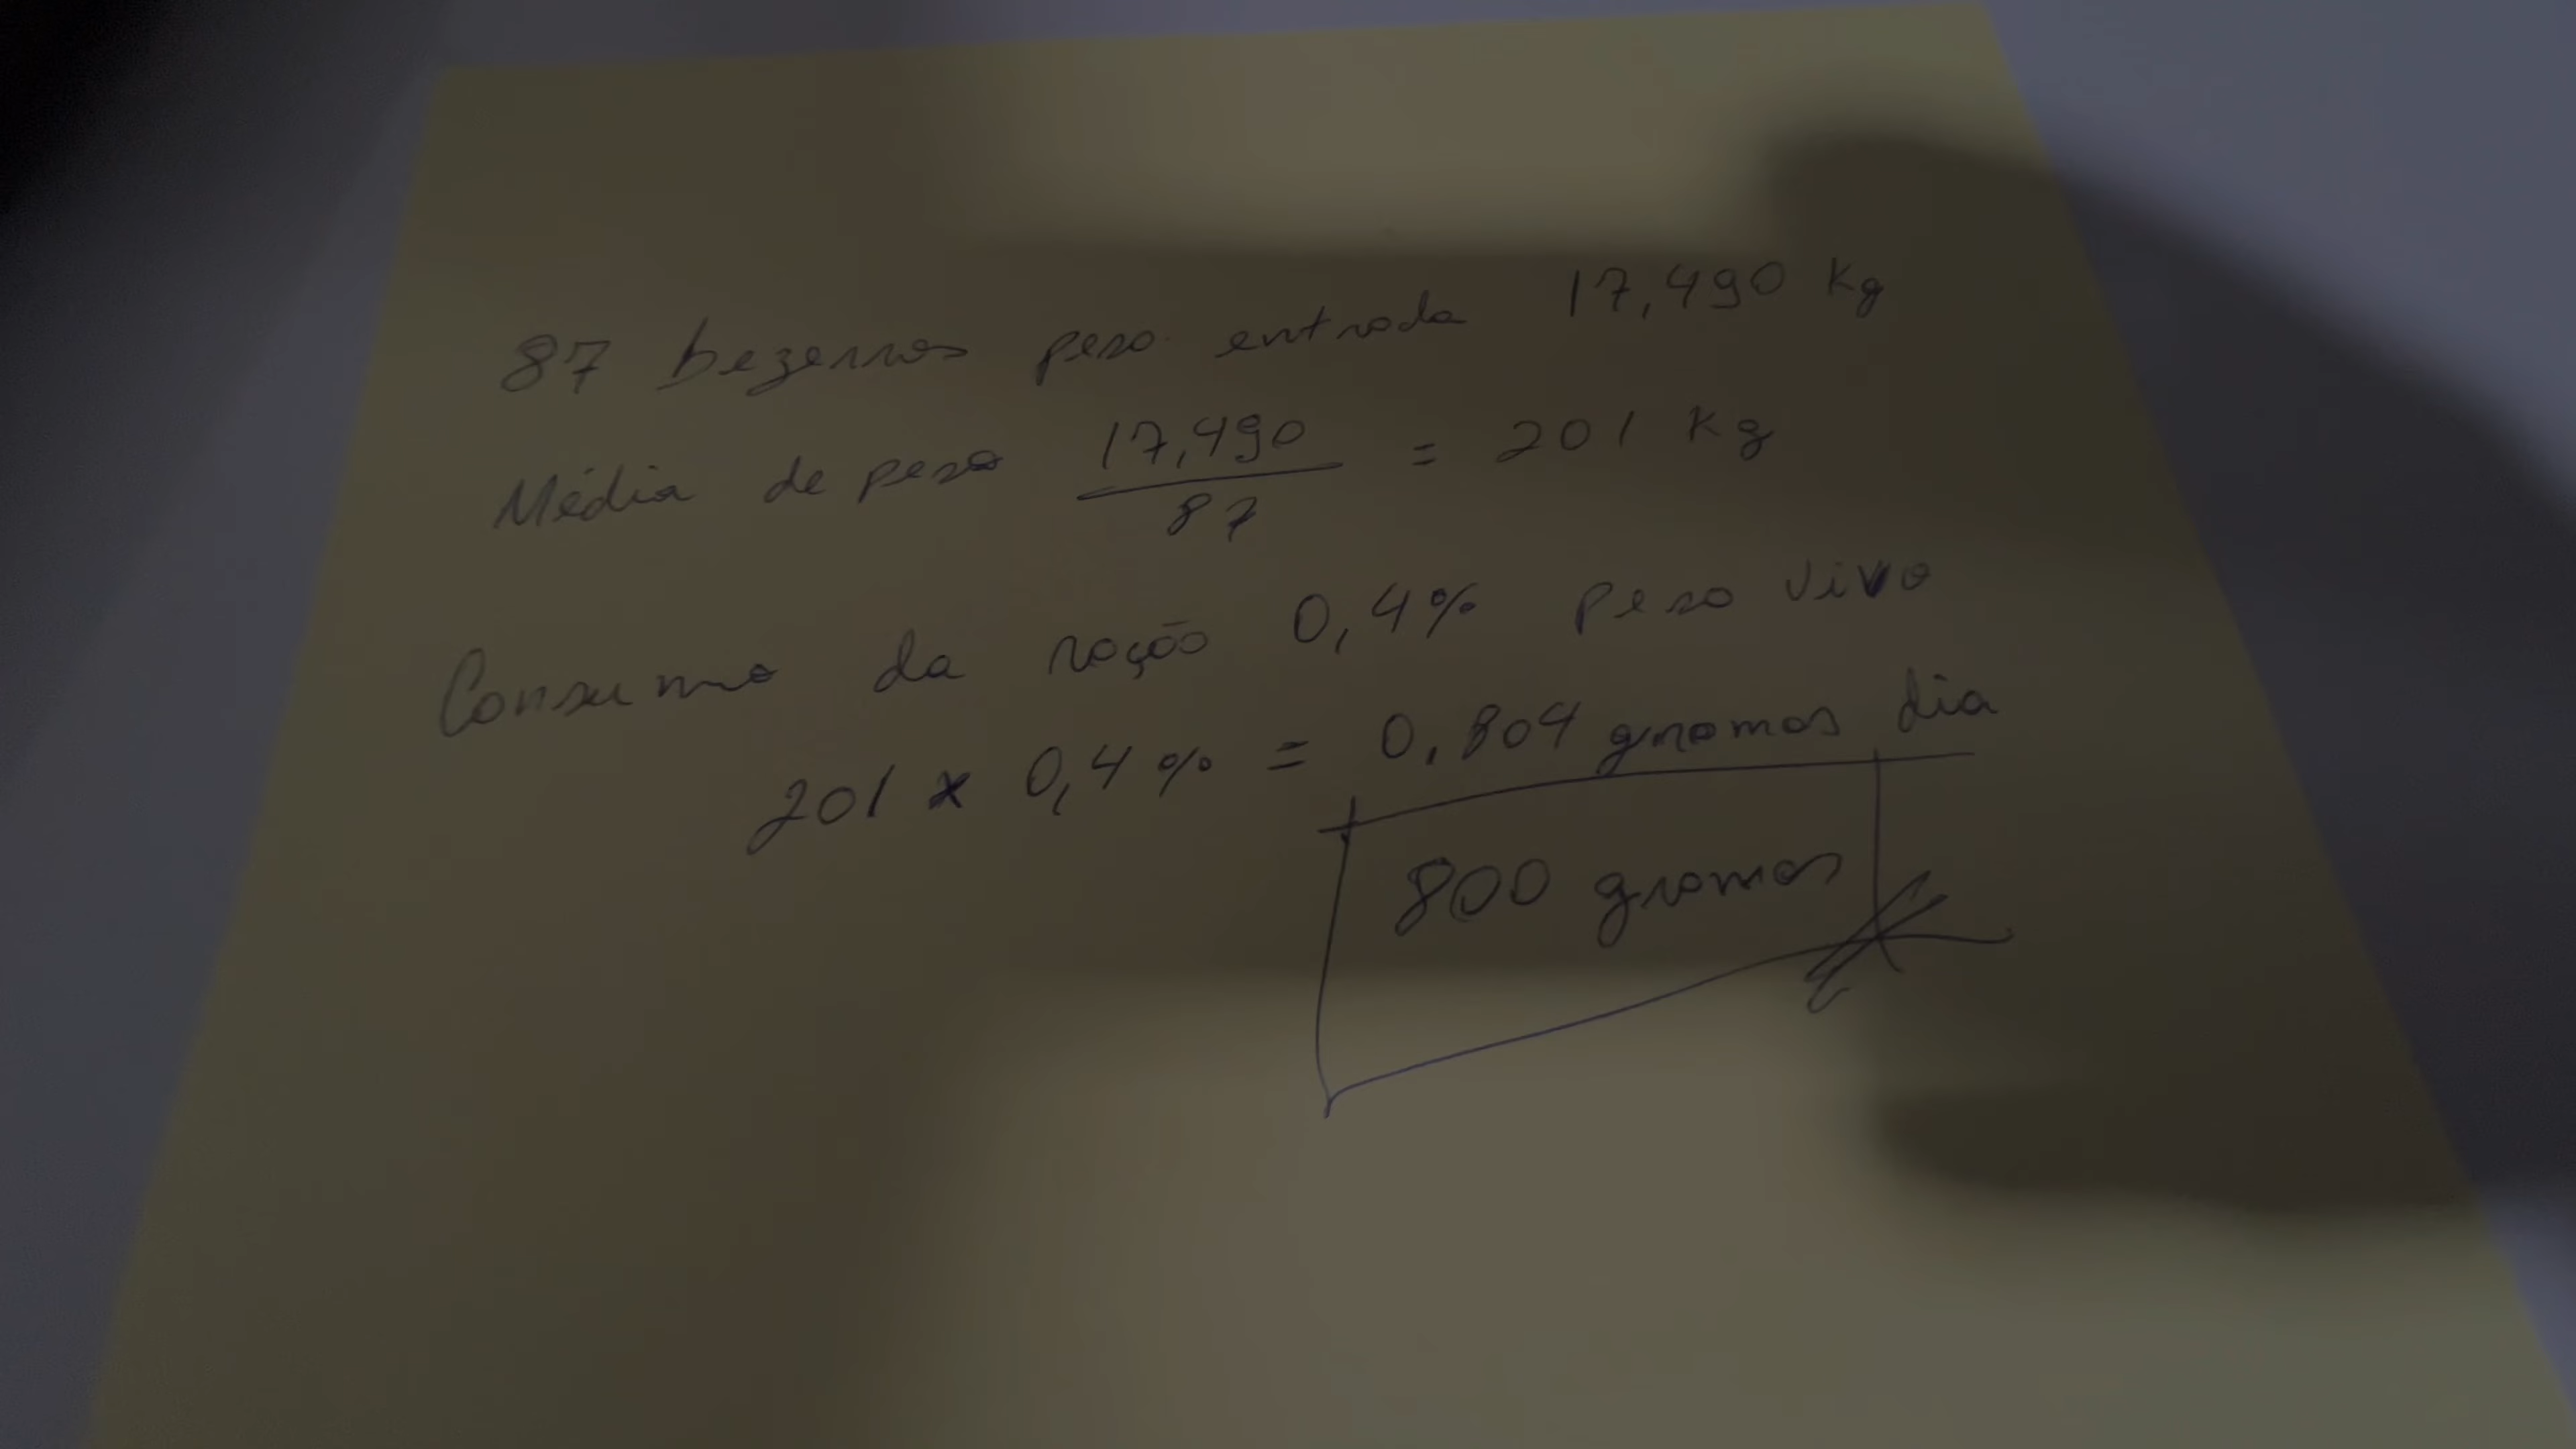 87 bezerros peso entrada 17,490 kg
Média de peso 17,490 / 87 = 201 kg
Consumo da ração 0,4% peso vivo
201 x 0,4% = 0,804 gramas dia
800 gramas